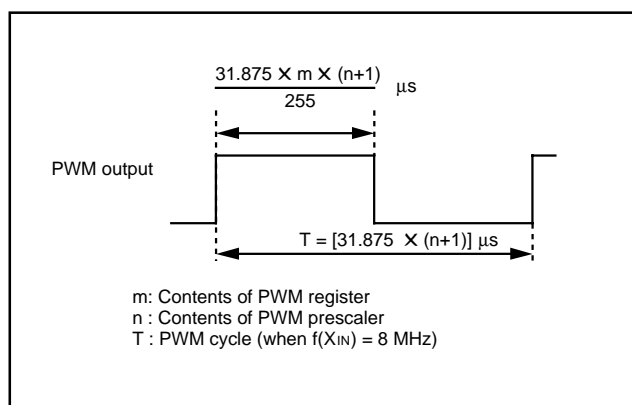 31.875 × m × (n+1)
255
μs
PWM output
T = [31.875 × (n+1)] μs
m: Contents of PWM register
n : Contents of PWM prescaler
T : PWM cycle (when f(XIN) = 8 MHz)